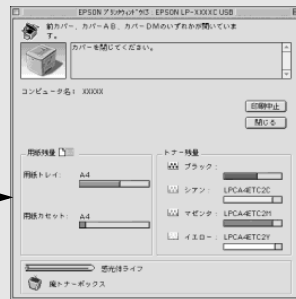 EPSON プリンタウィンドウ!3 : EPSON LP-XXXXC USB
前カバー、カバーAB、カバーDMのいずれかが開いています。
カバーを閉じてください。
コンピュータ名: XXXXX
印刷中止
閉じる
用紙残量
用紙トレイ: A4
用紙カセット: A4
トナー残量
ブラック:
シアン: LPCA4ETC2C
マゼンタ: LPCA4ETC2M
イエロー: LPCA4ETC2Y
感光体ライフ
廃トナーボックス